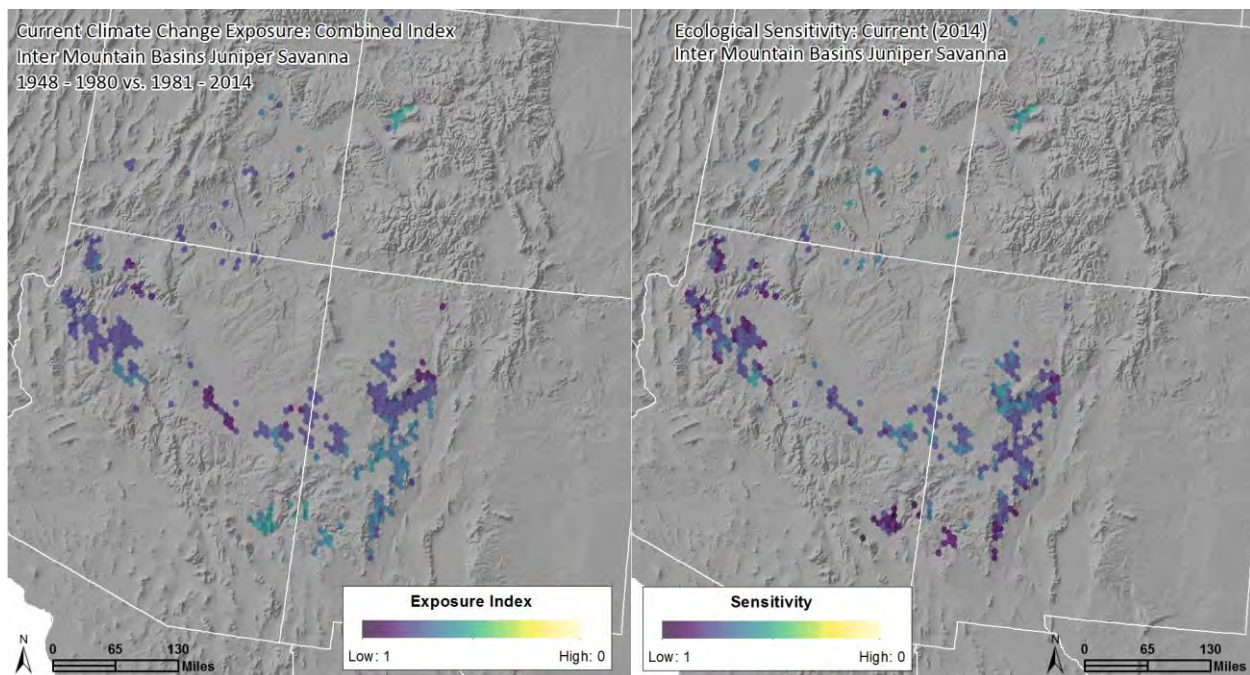 Current Climate Change Exposure: Combined Index
Inter Mountain Basins Juniper Savanna
1948 - 1980 vs. 1981 - 2014
Exposure Index
Low: 1 High: 0
N
0 65 130
Miles
Ecological Sensitivity: Current (2014)
Inter Mountain Basins Juniper Savanna
Sensitivity
Low: 1 High: 0
N
0 65 130
Miles